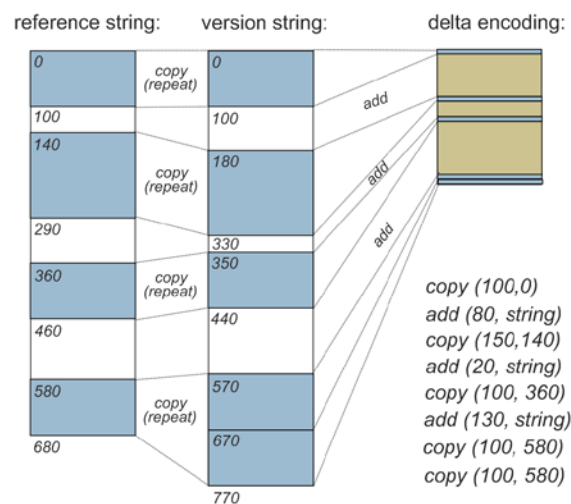 reference string: version string: delta encoding:
0
100
140
290
360
460
580
680
copy
(repeat)
copy
(repeat)
copy
(repeat)
copy
(repeat)
0
100
180
330
350
440
570
670
770
add
add
add
copy (100,0)
add (80, string)
copy (150,140)
add (20, string)
copy (100, 360)
add (130, string)
copy (100, 580)
copy (100, 580)